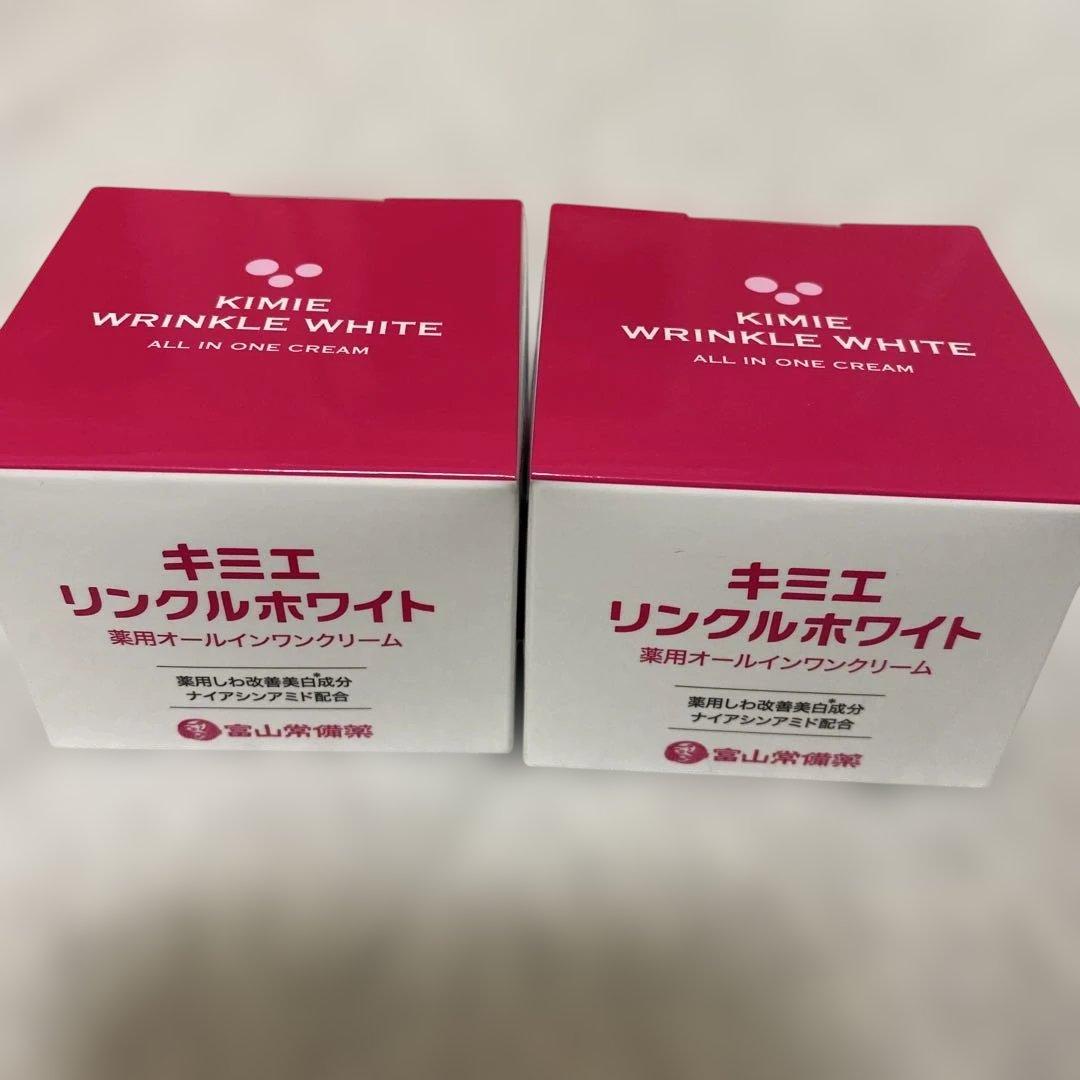 KIMIE
WRINKLE WHITE
ALL IN ONE CREAM
キミエ
リンクルホワイト
薬用オールインワンクリーム
薬用しわ改善美白*成分
ナイアシンアミド配合
富山常備薬
KIMIE
WRINKLE WHITE
ALL IN ONE CREAM
キミエ
リンクルホワイト
薬用オールインワンクリーム
薬用しわ改善美白*成分
ナイアシンアミド配合
富山常備薬